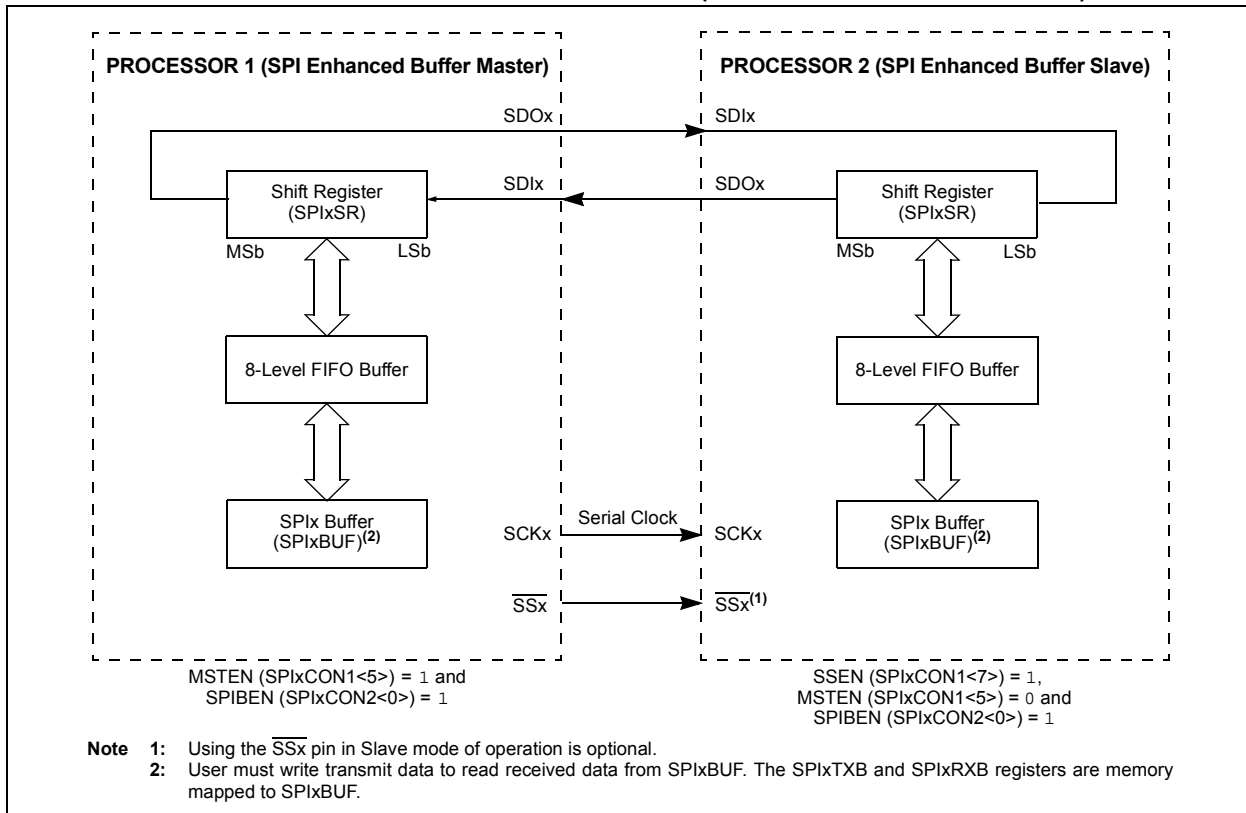 PROCESSOR 1 (SPI Enhanced Buffer Master)
PROCESSOR 2 (SPI Enhanced Buffer Slave)
SDOx
SDIx
Shift Register
(SPIxSR)
SDIx
SDOx
Shift Register
(SPIxSR)
MSb
LSb
MSb
LSb
8-Level FIFO Buffer
8-Level FIFO Buffer
SPIx Buffer
(SPIxBUF)(2)
SCKx
Serial Clock
SCKx
SPIx Buffer
(SPIxBUF)(2)
SSx
SSx(1)
MSTEN (SPIxCON1<5>) = 1 and
SPIBEN (SPIxCON2<0>) = 1
SSEN (SPIxCON1<7>) = 1,
MSTEN (SPIxCON1<5>) = 0 and
SPIBEN (SPIxCON2<0>) = 1
Note 1: Using the SSx pin in Slave mode of operation is optional.
2: User must write transmit data to read received data from SPIxBUF. The SPIxTXB and SPIxRXB registers are memory
mapped to SPIxBUF.